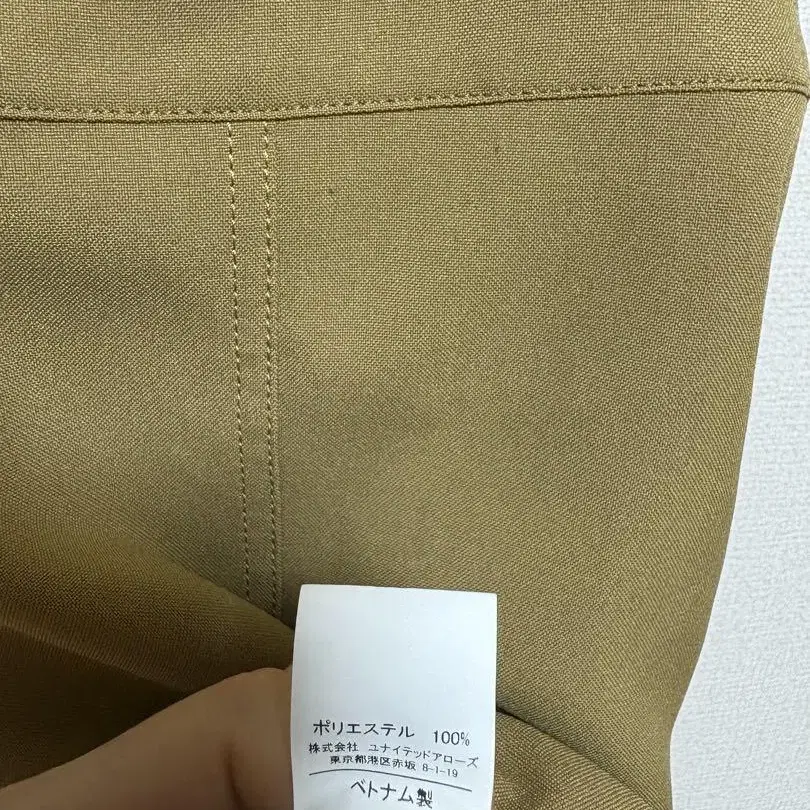 ポリエステル 100%
株式会社 ユナイテッドアローズ
東京都港区赤坂 8-1-19
ベトナム製